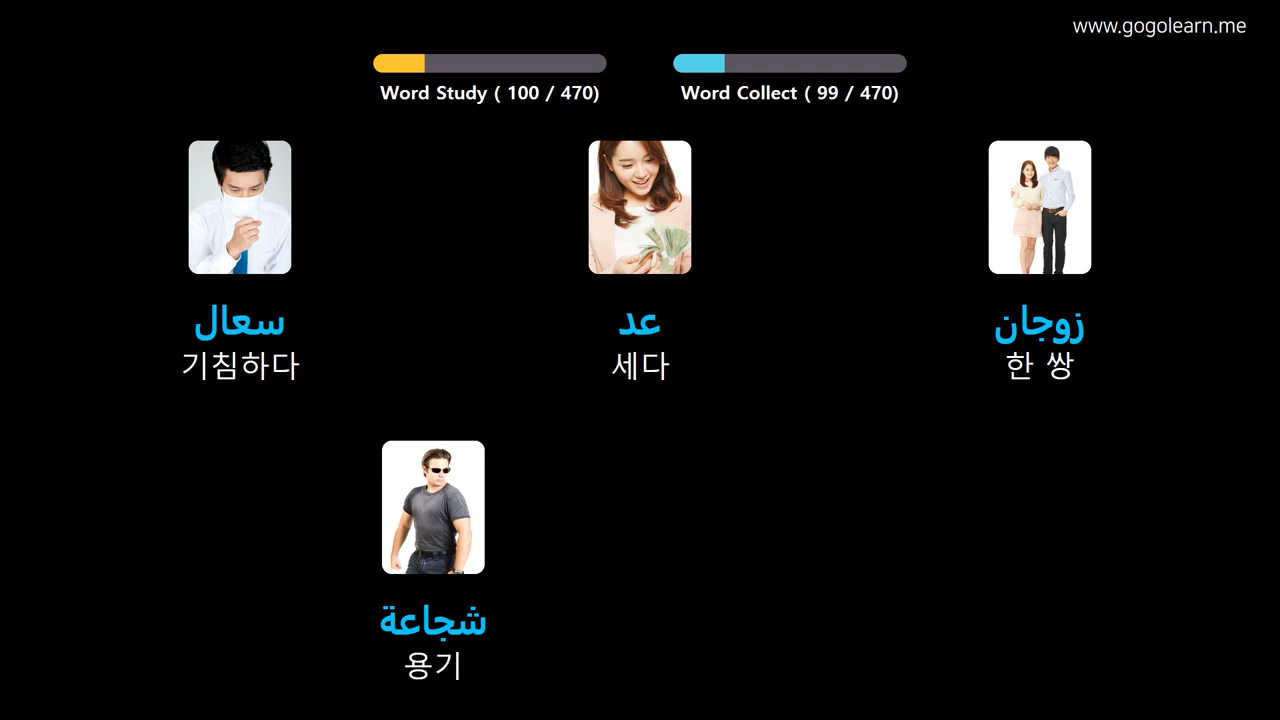 www.gogolearn.me
Word Study ( 100 / 470)
Word Collect ( 99 / 470)
سعال
기침하다
عد
세다
زوجان
한 쌍
شجاعة
용기